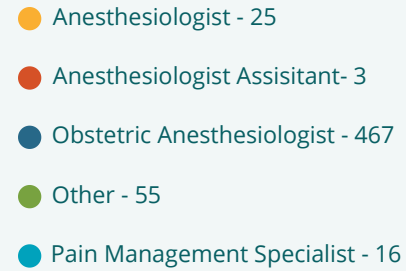 Anesthesiologist - 25
Anesthesiologist Assisitant- 3
Obstetric Anesthesiologist - 467
Other - 55
Pain Management Specialist - 16